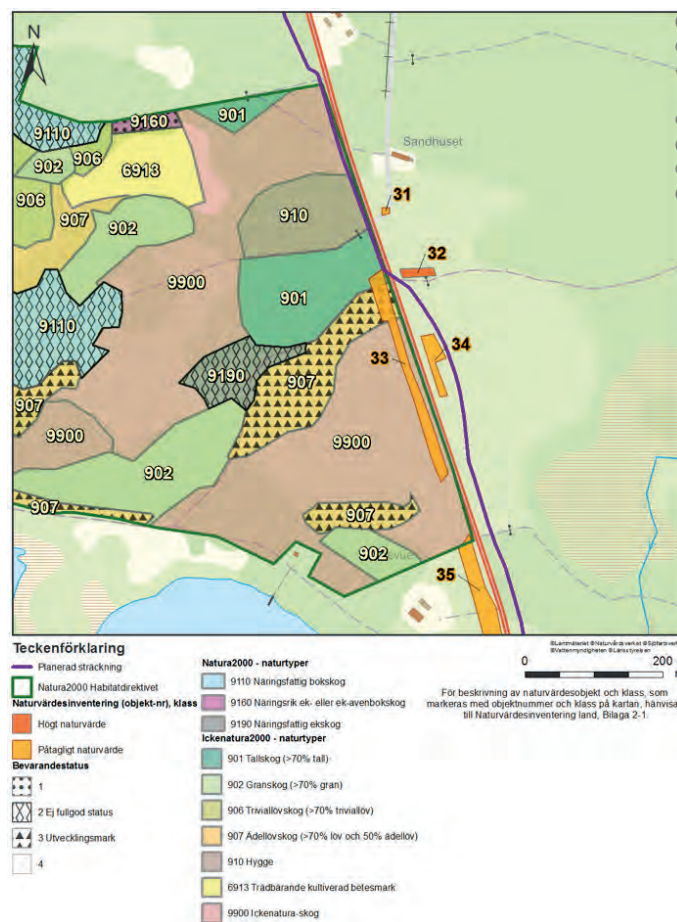 N
9110
9160
901
Sandhuset
906
902
6913
31
906
907
902
910
32
9900
901
9110
33
34
9190
907
907
9900
9900
902
907
907
902
35
Teckenförklaring
Planerad sträckning
Natura2000 Habitatdirektivet
Naturvärdesinventering (objekt-nr), klass
Högt naturvärde
Påtagligt naturvärde
Bevarandestatus
1
2 Ej fullgod status
3 Utvecklingsmark
4
Natura2000 - naturtyper
9110 Näringsfattig bokskog
9160 Näringsrik ek- eller ek-avenbokskog
9190 Näringsfattig ekskog
Ickenatura2000 - naturtyper
901 Tallskog (>70% tall)
902 Granskog (>70% gran)
906 Triviallövskog (>70% triviallöv)
907 Ädellövskog (>70% löv och 50% ädellöv)
910 Hygge
6913 Trädbärande kultiverad betesmark
9900 Ickenatura-skog
©Lantmäteriet ©Naturvårdsverket ©Sjöfartsverket
©Vattenmyndigheten ©Länsstyrelsen
0 200
För beskrivning av naturvärdesobjekt och klass, som
markeras med objektnummer och klass på kartan, hänvisa
till Naturvärdesinventering land, Bilaga 2-1.